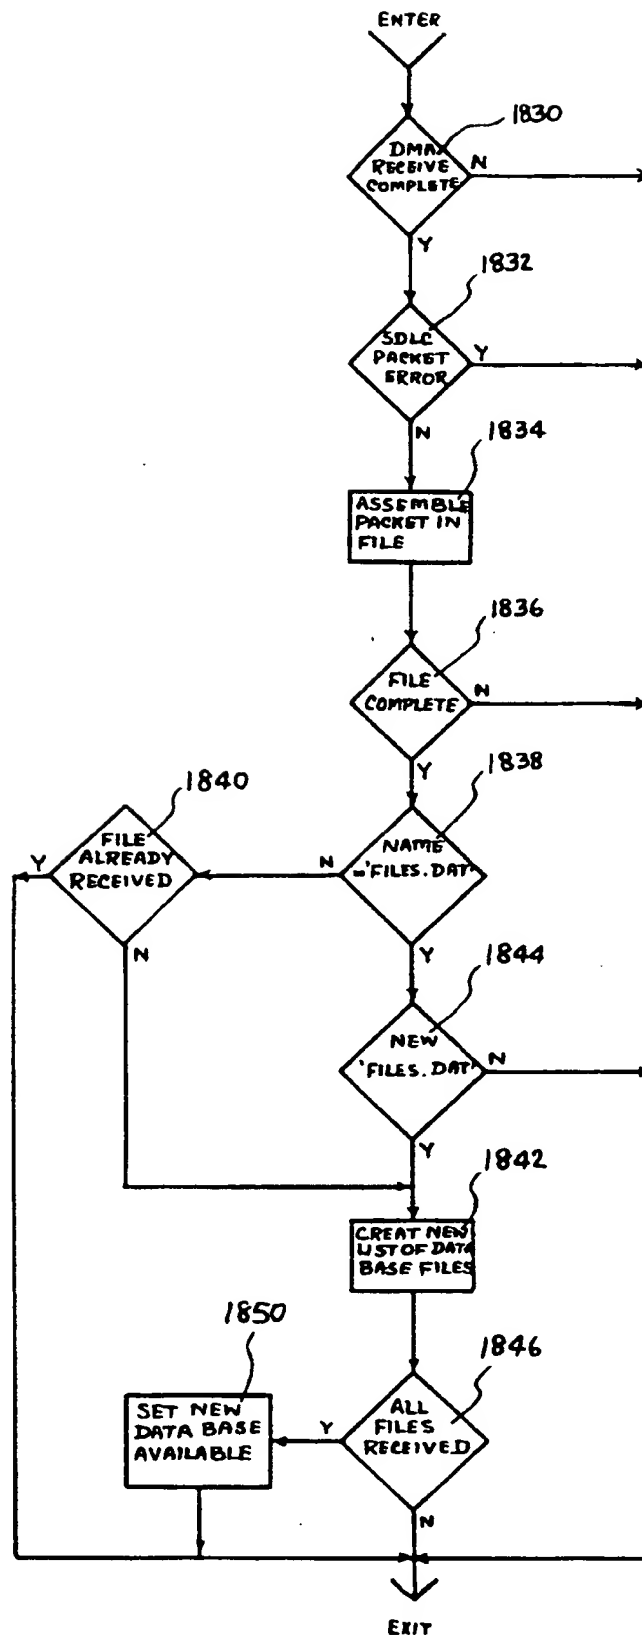 ENTER
1830
DMA
RECEIVE
COMPLETE
N
Y
1832
SDLC
PACKET
ERROR
Y
N
1834
ASSEMBLE
PACKET IN
FILE
1836
FILE
COMPLETE
N
Y
1838
NAME
='FILES.DAT'
N
Y
1840
FILE
ALREADY
RECEIVED
Y
N
1844
NEW
'FILES.DAT'
N
Y
1842
CREAT NEW
LIST OF DATA
BASE FILES
1846
ALL
FILES
RECEIVED
Y
N
1850
SET NEW
DATA BASE
AVAILABLE
EXIT